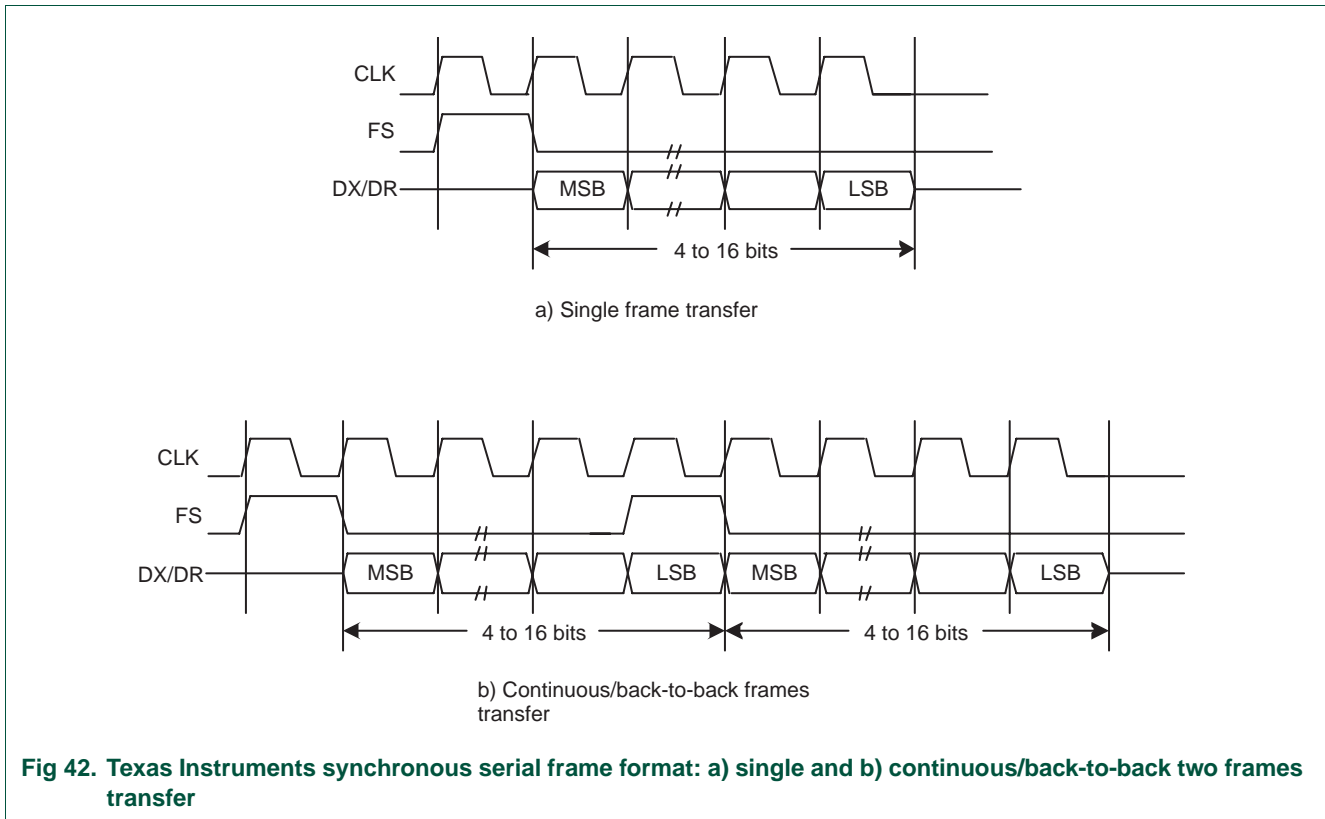 CLK
FS
DX/DR
MSB
LSB
4 to 16 bits
a) Single frame transfer
CLK
FS
DX/DR
MSB
LSB
MSB
LSB
4 to 16 bits
4 to 16 bits
b) Continuous/back-to-back frames
transfer
Fig 42. Texas Instruments synchronous serial frame format: a) single and b) continuous/back-to-back two frames
transfer